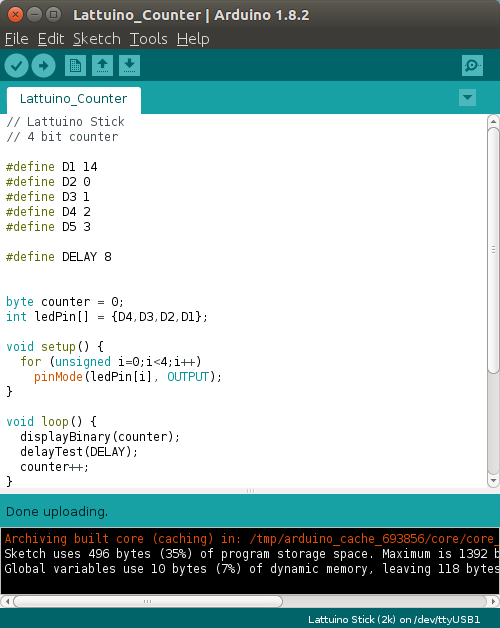 Lattuino_Counter | Arduino 1.8.2
File Edit Sketch Tools Help
Lattuino_Counter
// Lattuino Stick
// 4 bit counter
#define D1 14
#define D2 0
#define D3 1
#define D4 2
#define D5 3
#define DELAY 8
byte counter = 0;
int ledPin[] = {D4,D3,D2,D1};
void setup() {
for (unsigned i=0;i<4;i++)
pinMode(ledPin[i], OUTPUT);
}
void loop() {
displayBinary(counter);
delayTest(DELAY);
counter++;
}
Done uploading.
Archiving built core (caching) in: /tmp/arduino_cache_693856/core/core_
Sketch uses 496 bytes (35%) of program storage space. Maximum is 1392 b
Global variables use 10 bytes (7%) of dynamic memory, leaving 118 bytes
Lattuino Stick (2k) on /dev/ttyUSB1